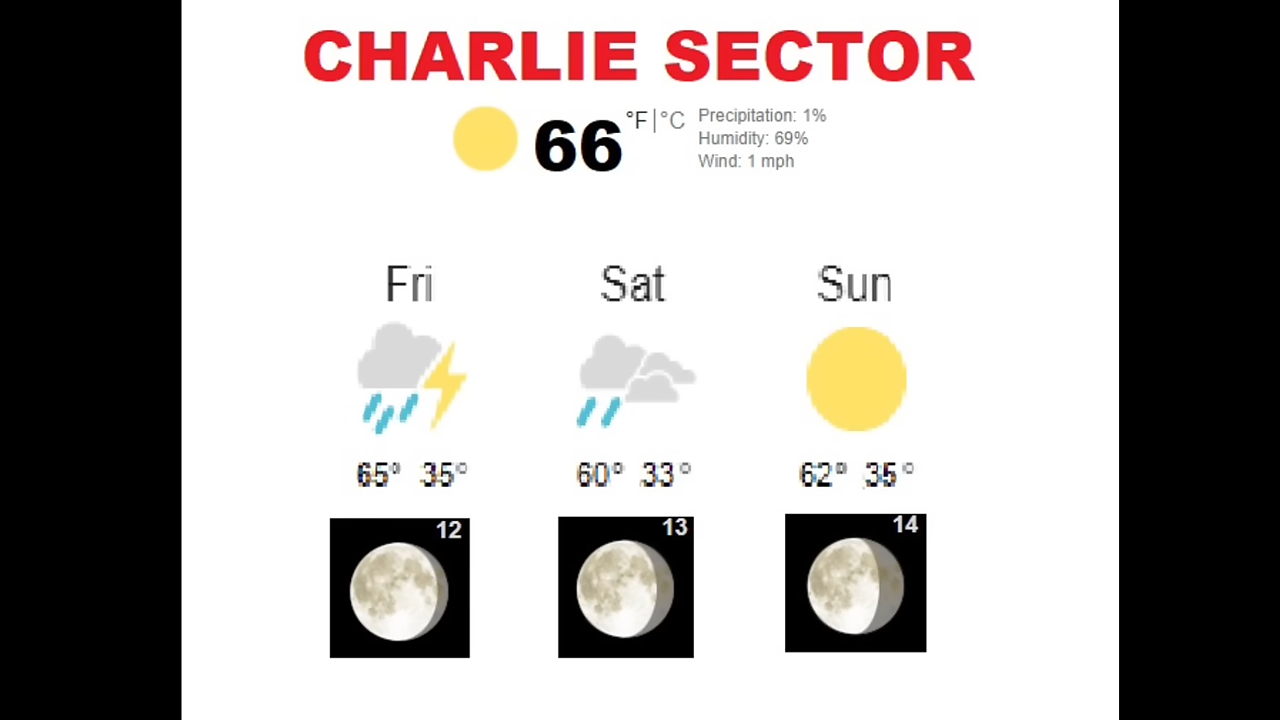 CHARLIE SECTOR
66 °F|°C
Precipitation: 1%
Humidity: 69%
Wind: 1 mph
Fri Sat Sun
65° 35° 60° 33° 62° 35°
12 13 14